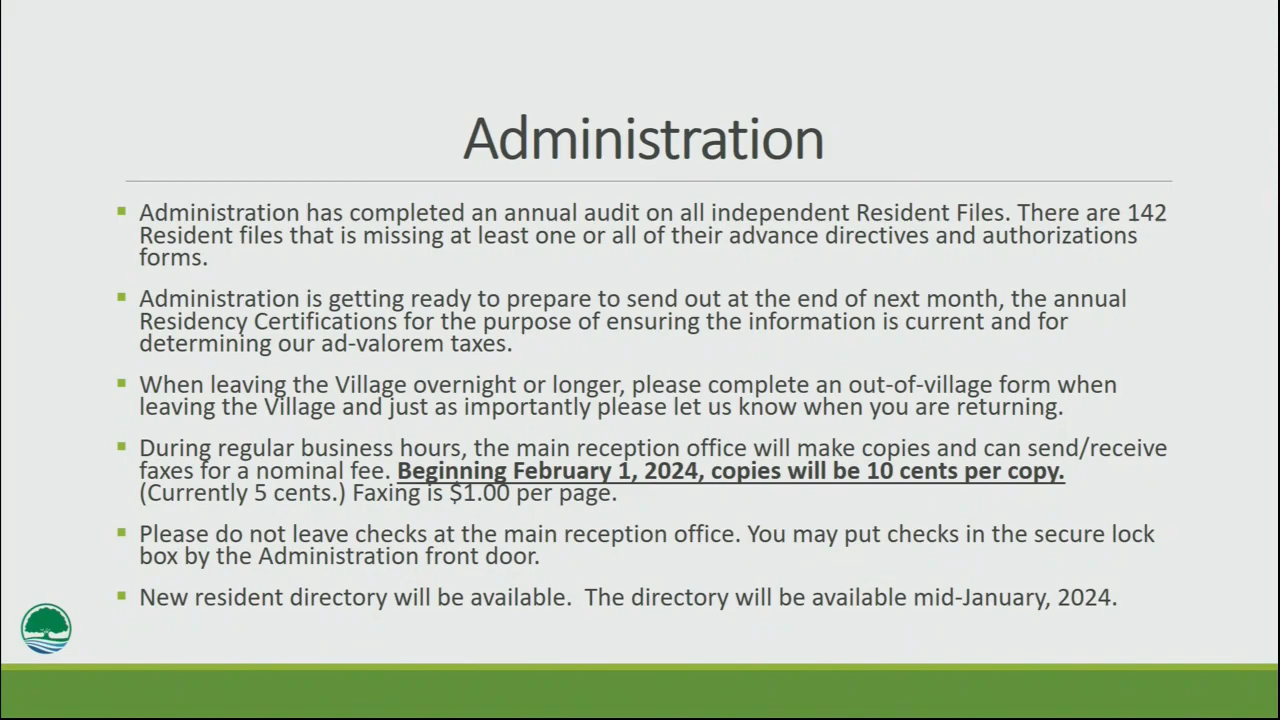 Administration
Administration has completed an annual audit on all independent Resident Files. There are 142
Resident files that is missing at least one or all of their advance directives and authorizations
forms.
Administration is getting ready to prepare to send out at the end of next month, the annual
Residency Certifications for the purpose of ensuring the information is current and for
determining our ad-valorem taxes.
When leaving the Village overnight or longer, please complete an out-of-village form when
leaving the Village and just as importantly please let us know when you are returning.
During regular business hours, the main reception office will make copies and can send/receive
faxes for a nominal fee. Beginning February 1, 2024, copies will be 10 cents per copy.
(Currently 5 cents.) Faxing is $1.00 per page.
Please do not leave checks at the main reception office. You may put checks in the secure lock
box by the Administration front door.
New resident directory will be available.  The directory will be available mid-January, 2024.